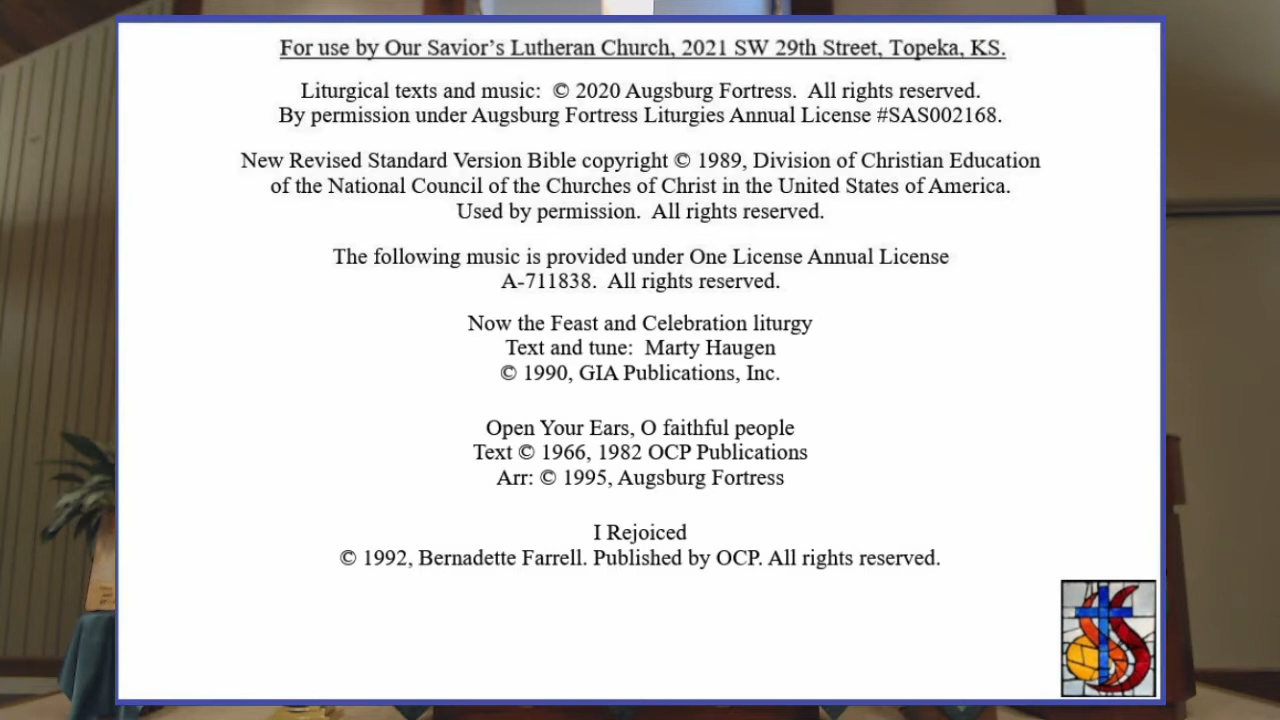 For use by Our Savior’s Lutheran Church, 2021 SW 29th Street, Topeka, KS.
Liturgical texts and music:  © 2020 Augsburg Fortress.  All rights reserved.
By permission under Augsburg Fortress Liturgies Annual License #SAS002168.
New Revised Standard Version Bible copyright © 1989, Division of Christian Education
of the National Council of the Churches of Christ in the United States of America.
Used by permission.  All rights reserved.
The following music is provided under One License Annual License
A-711838.  All rights reserved.
Now the Feast and Celebration liturgy
Text and tune:  Marty Haugen
© 1990, GIA Publications, Inc.
Open Your Ears, O faithful people
Text © 1966, 1982 OCP Publications
Arr: © 1995, Augsburg Fortress
I Rejoiced
© 1992, Bernadette Farrell. Published by OCP. All rights reserved.